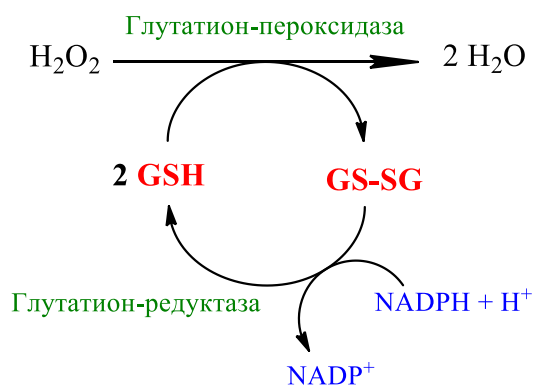 Глутатион-пероксидаза
H₂O₂
2 H₂O
2 GSH
GS-SG
Глутатион-редуктаза
NADPH + H⁺
NADP⁺